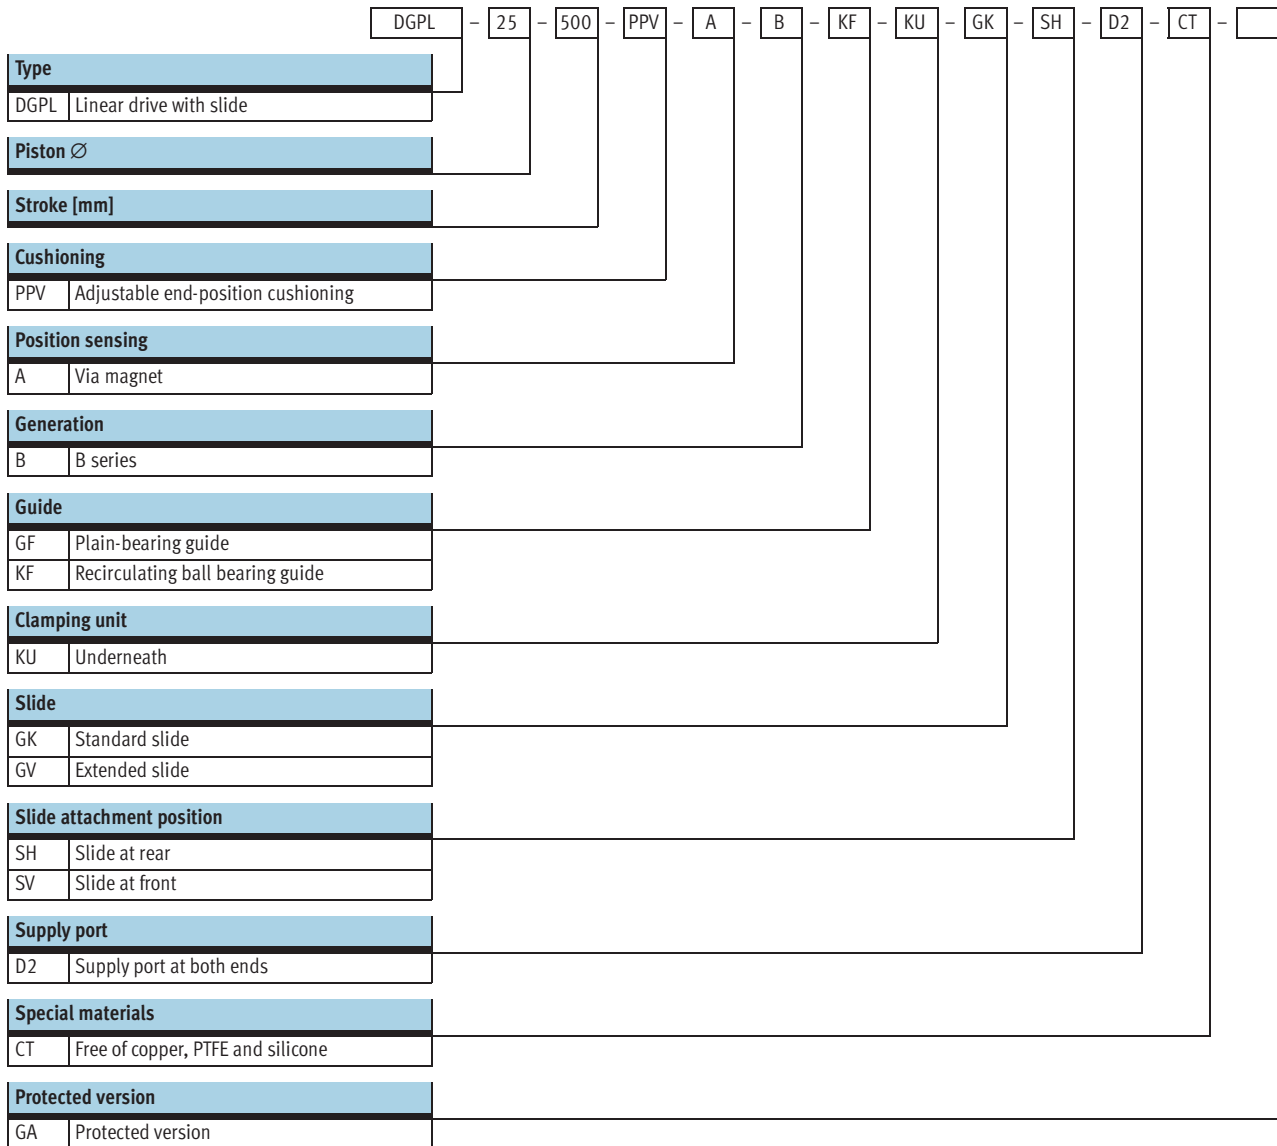 DGPL – 25 – 500 – PPV – A – B – KF – KU – GK – SH – D2 – CT –
Type
DGPL Linear drive with slide
Piston ∅
Stroke [mm]
Cushioning
PPV Adjustable end-position cushioning
Position sensing
A Via magnet
Generation
B B series
Guide
GF Plain-bearing guide
KF Recirculating ball bearing guide
Clamping unit
KU Underneath
Slide
GK Standard slide
GV Extended slide
Slide attachment position
SH Slide at rear
SV Slide at front
Supply port
D2 Supply port at both ends
Special materials
CT Free of copper, PTFE and silicone
Protected version
GA Protected version